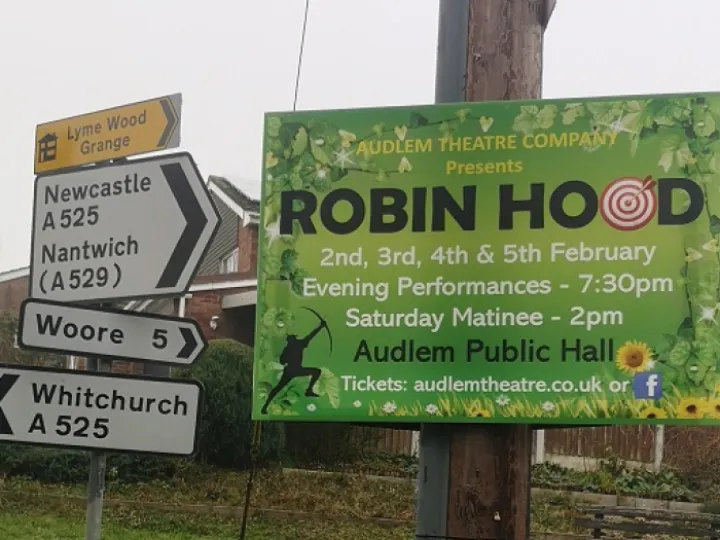 Lyme Wood
Grange
Newcastle
A 525
Nantwich
(A 529)
Woore 5
Whitchurch
A 525
AUDLEM THEATRE COMPANY
Presents
ROBIN HOOD
2nd, 3rd, 4th & 5th February
Evening Performances - 7:30pm
Saturday Matinee - 2pm
Audlem Public Hall
Tickets: audlemtheatre.co.uk or f